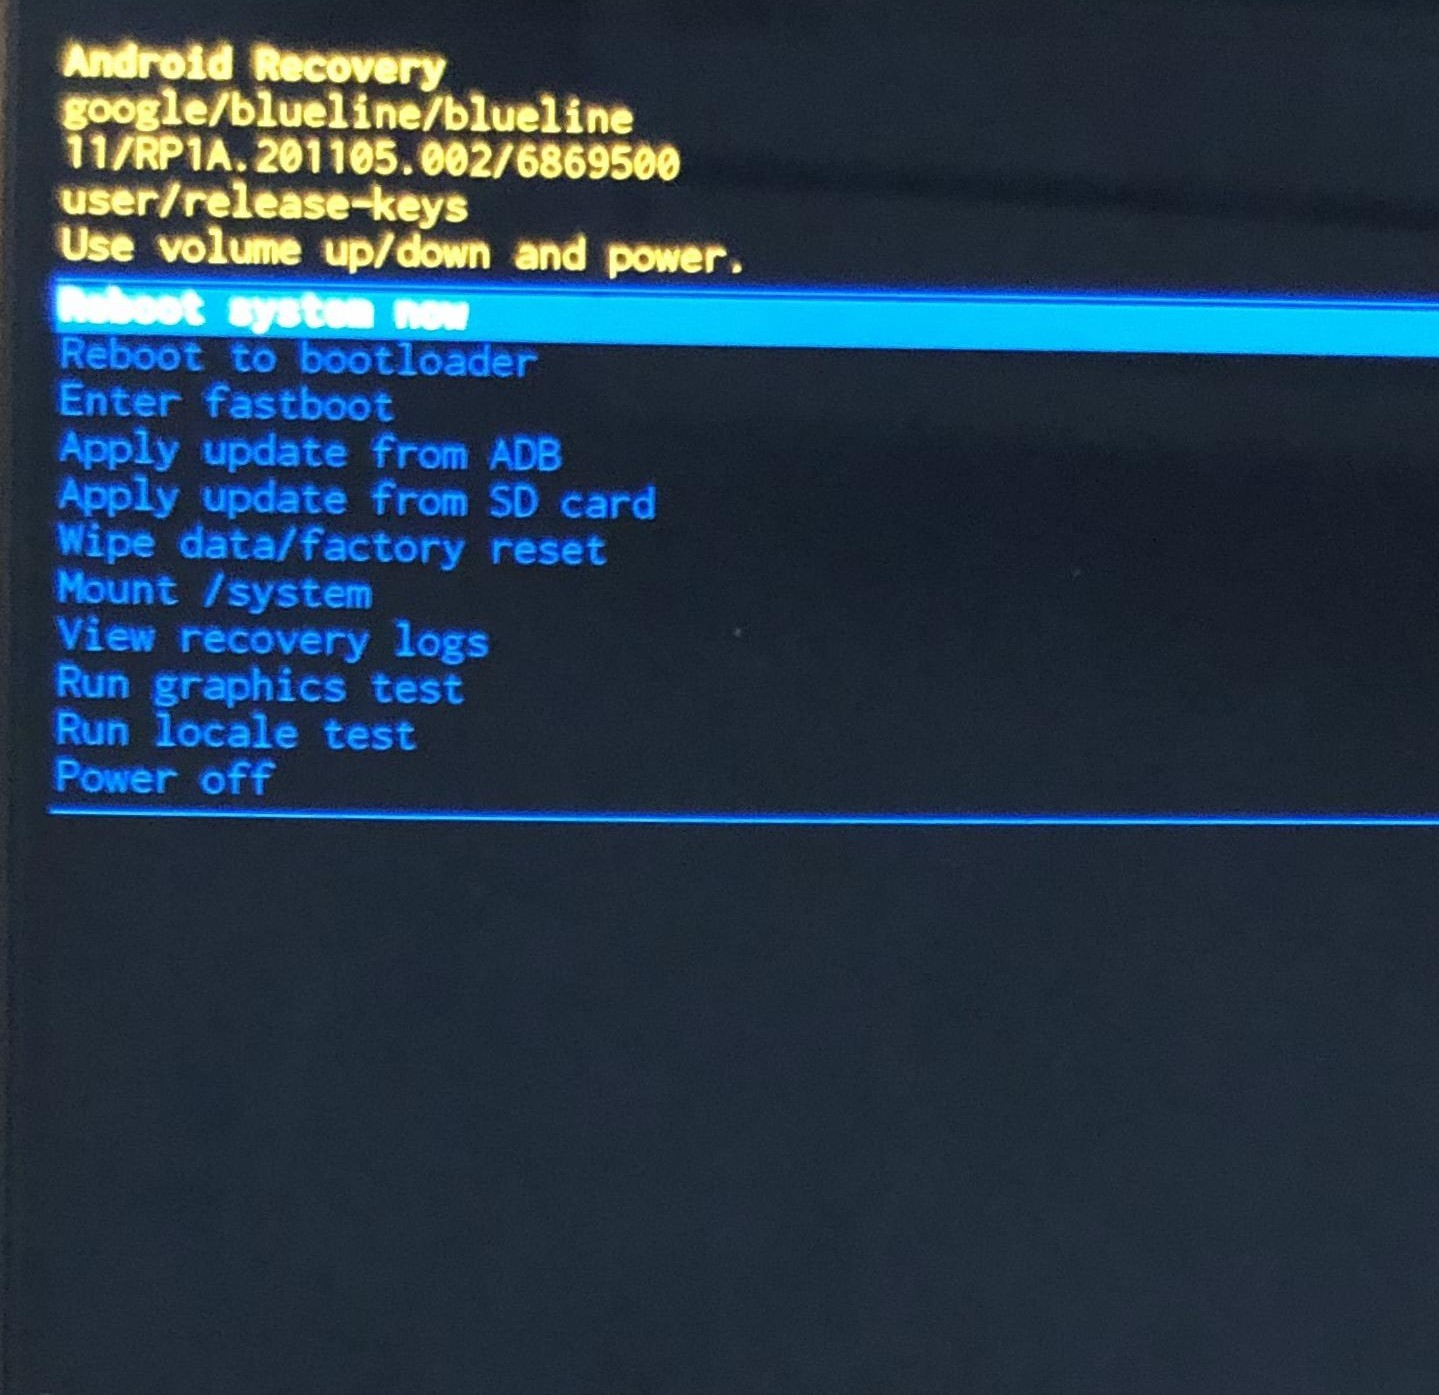 Android Recovery
google/blueline/blueline
11/RP1A.201105.002/6869500
user/release-keys
Use volume up/down and power.
Reboot system now
Reboot to bootloader
Enter fastboot
Apply update from ADB
Apply update from SD card
Wipe data/factory reset
Mount /system
View recovery logs
Run graphics test
Run locale test
Power off